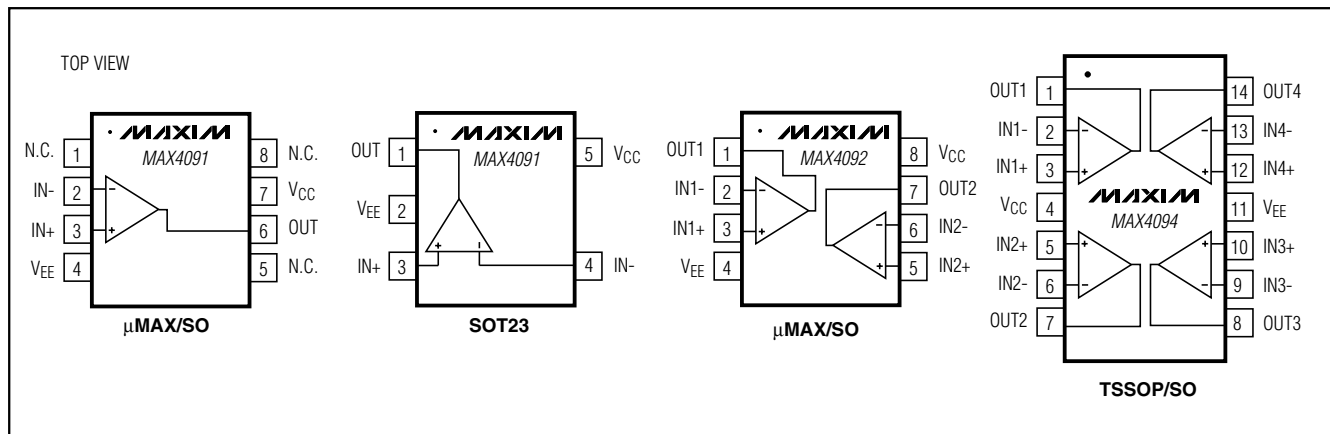 TOP VIEW
MAXIM
MAX4091
N.C. 1
IN- 2
IN+ 3
VEE 4
8 N.C.
7 VCC
6 OUT
5 N.C.
- +
µMAX/SO
MAXIM
MAX4091
OUT 1
VEE 2
IN+ 3
5 VCC
4 IN-
+ -
SOT23
MAXIM
MAX4092
OUT1 1
IN1- 2
IN1+ 3
VEE 4
8 VCC
7 OUT2
6 IN2-
5 IN2+
- +
- +
µMAX/SO
OUT1 1
IN1- 2
IN1+ 3
VCC 4
IN2+ 5
IN2- 6
OUT2 7
14 OUT4
13 IN4-
12 IN4+
11 VEE
10 IN3+
9 IN3-
8 OUT3
- +
- +
MAXIM
MAX4094
+ -
+ -
TSSOP/SO